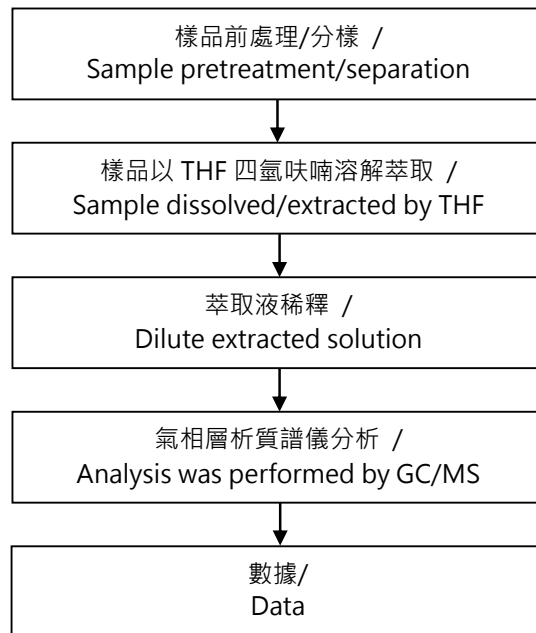 樣品前處理/分樣 /
Sample pretreatment/separation
樣品以 THF 四氫呋喃溶解萃取 /
Sample dissolved/extracted by THF
萃取液稀釋 /
Dilute extracted solution
氣相層析質譜儀分析 /
Analysis was performed by GC/MS
數據/
Data